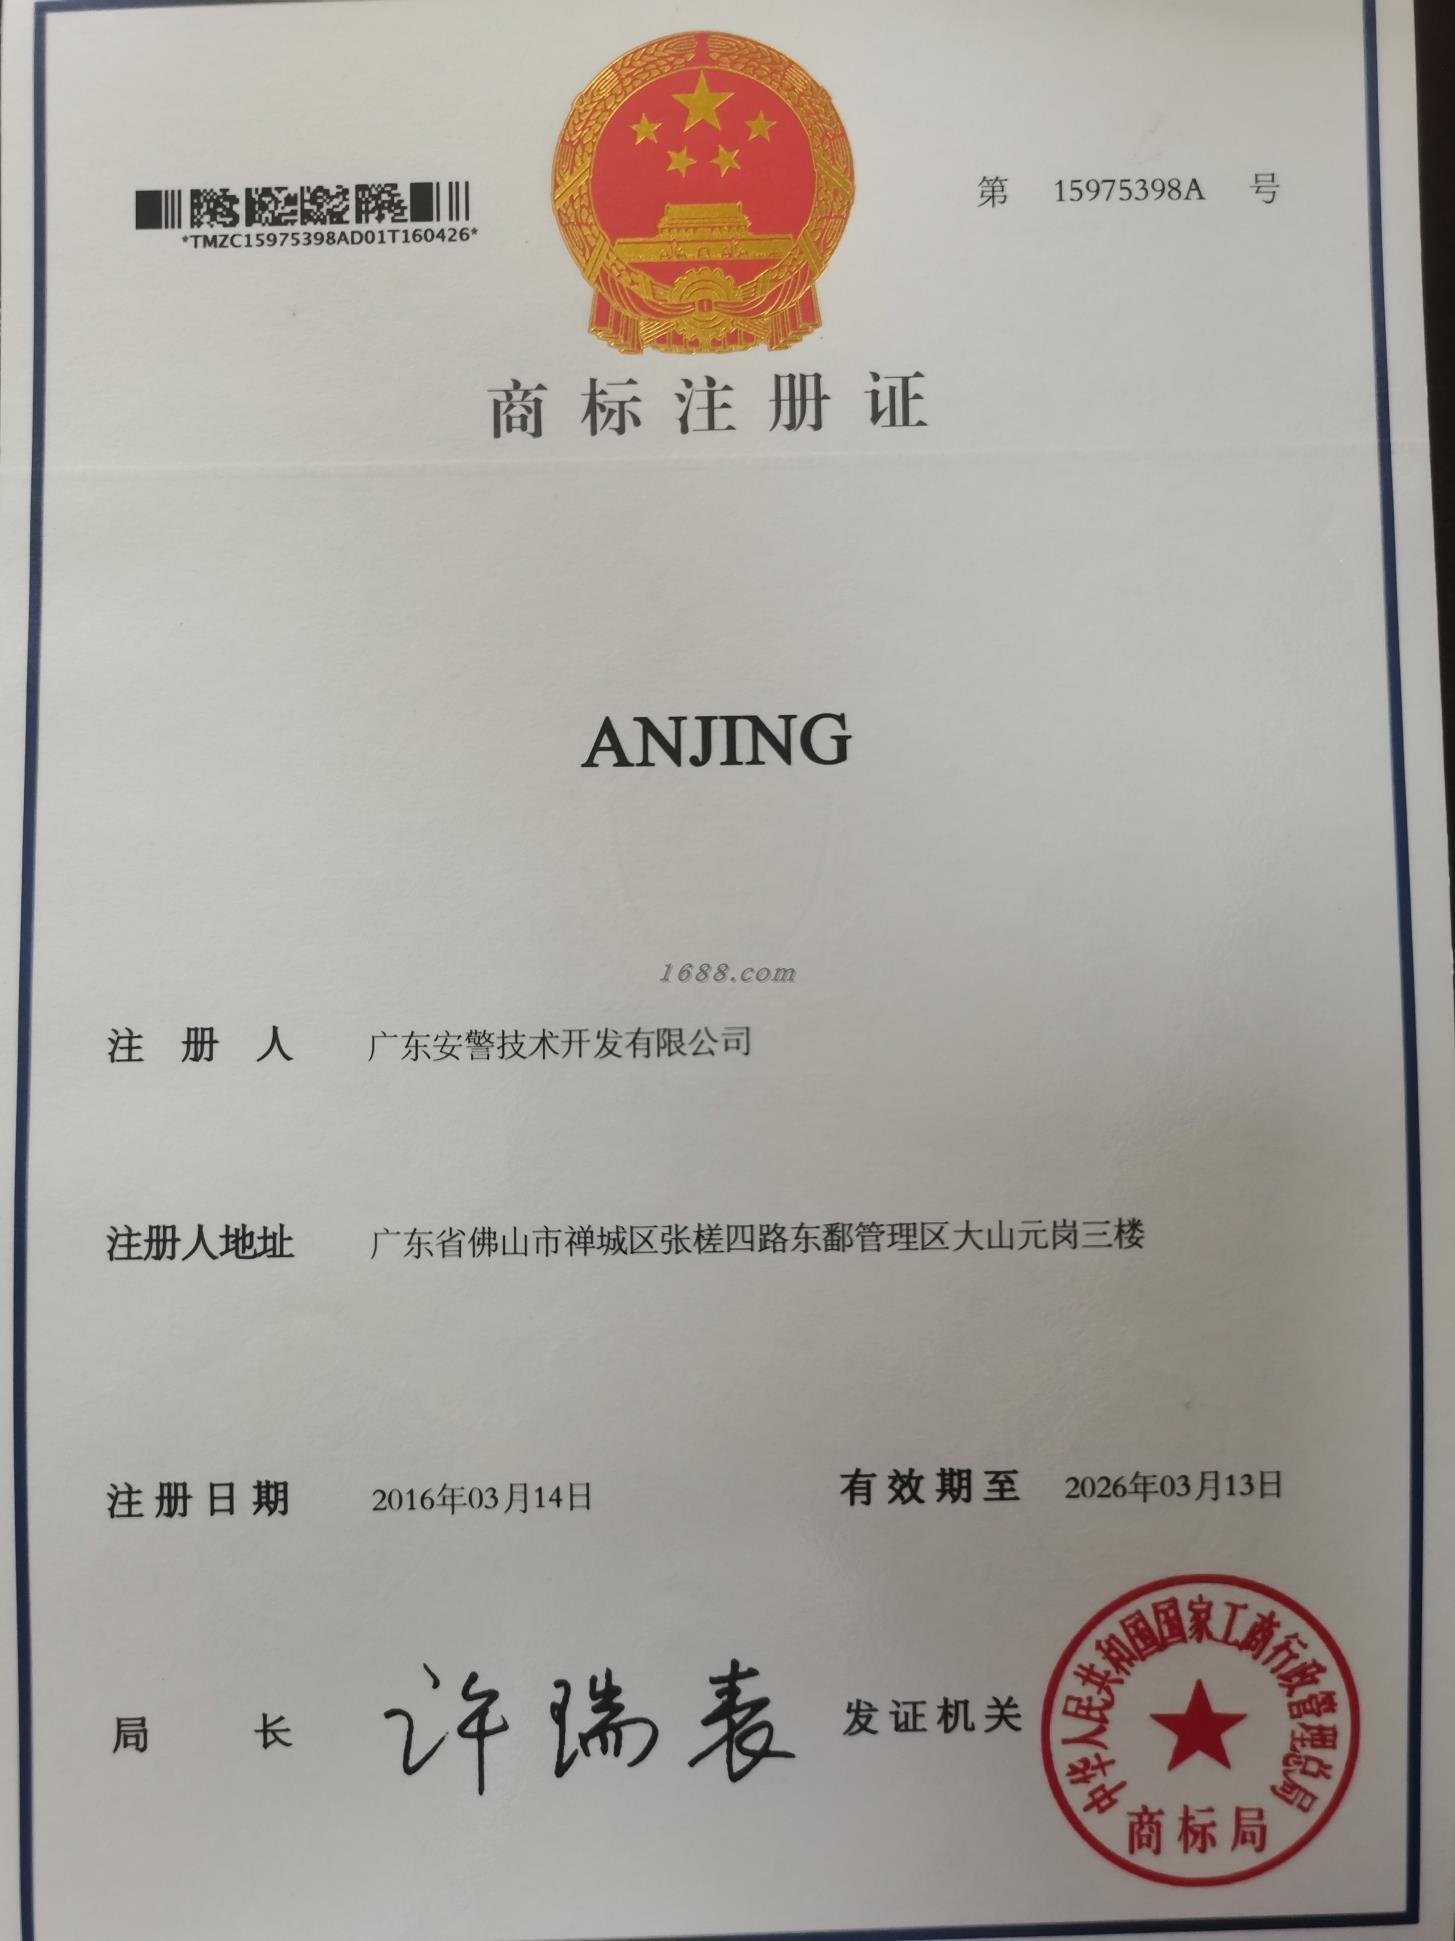 第 15975398A 号
*TMZC15975398AD01T160426*
商标注册证
ANJING
1688.com
注册人 广东安警技术开发有限公司
注册人地址 广东省佛山市禅城区张槎四路东鄱管理区大山元岗三楼
注册日期 2016年03月14日 有效期至 2026年03月13日
局长 许瑞表 发证机关
中华人民共和国国家工商行政管理总局
商标局